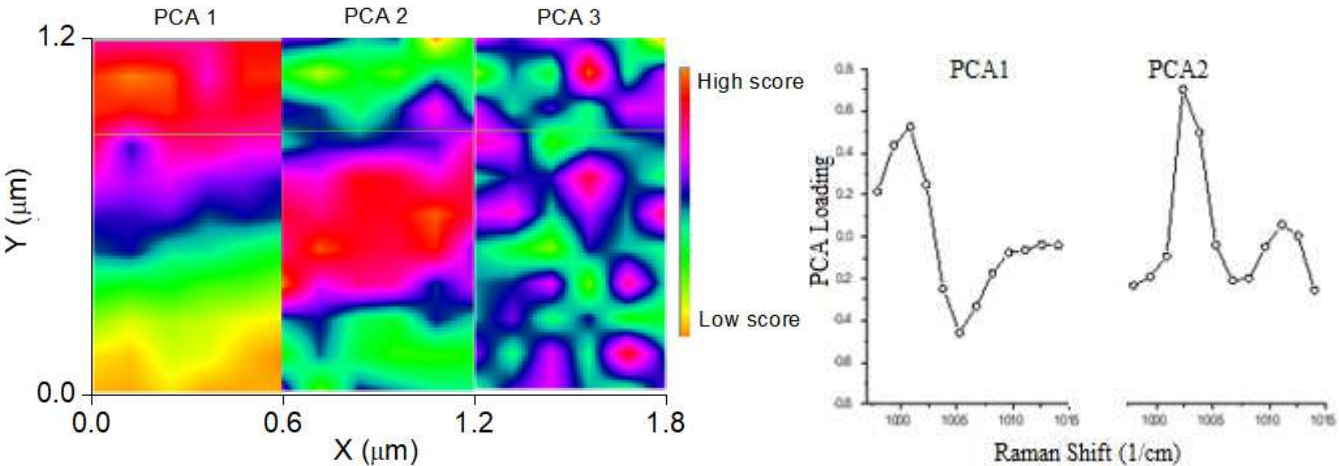 PCA 1 PCA 2 PCA 3
1.2
High score
Low score
0.0
0.0 0.6 1.2 1.8
Y (μm)
X (μm)
PCA1 PCA2
0.8
0.6
0.4
0.2
0.0
0.2
0.4
0.6
0.8
PCA Loading
1000 1005 1010 1015 1000 1005 1010 1015
Raman Shift (1/cm)